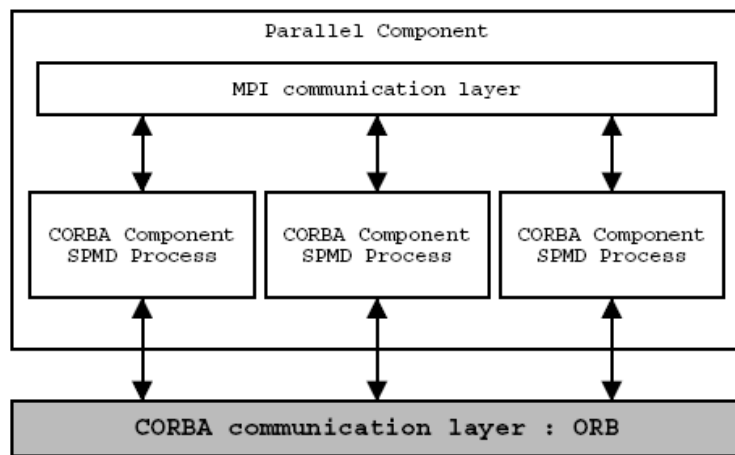 Parallel Component
MPI communication layer
CORBA Component
SPMD Process
CORBA Component
SPMD Process
CORBA Component
SPMD Process
CORBA communication layer : ORB